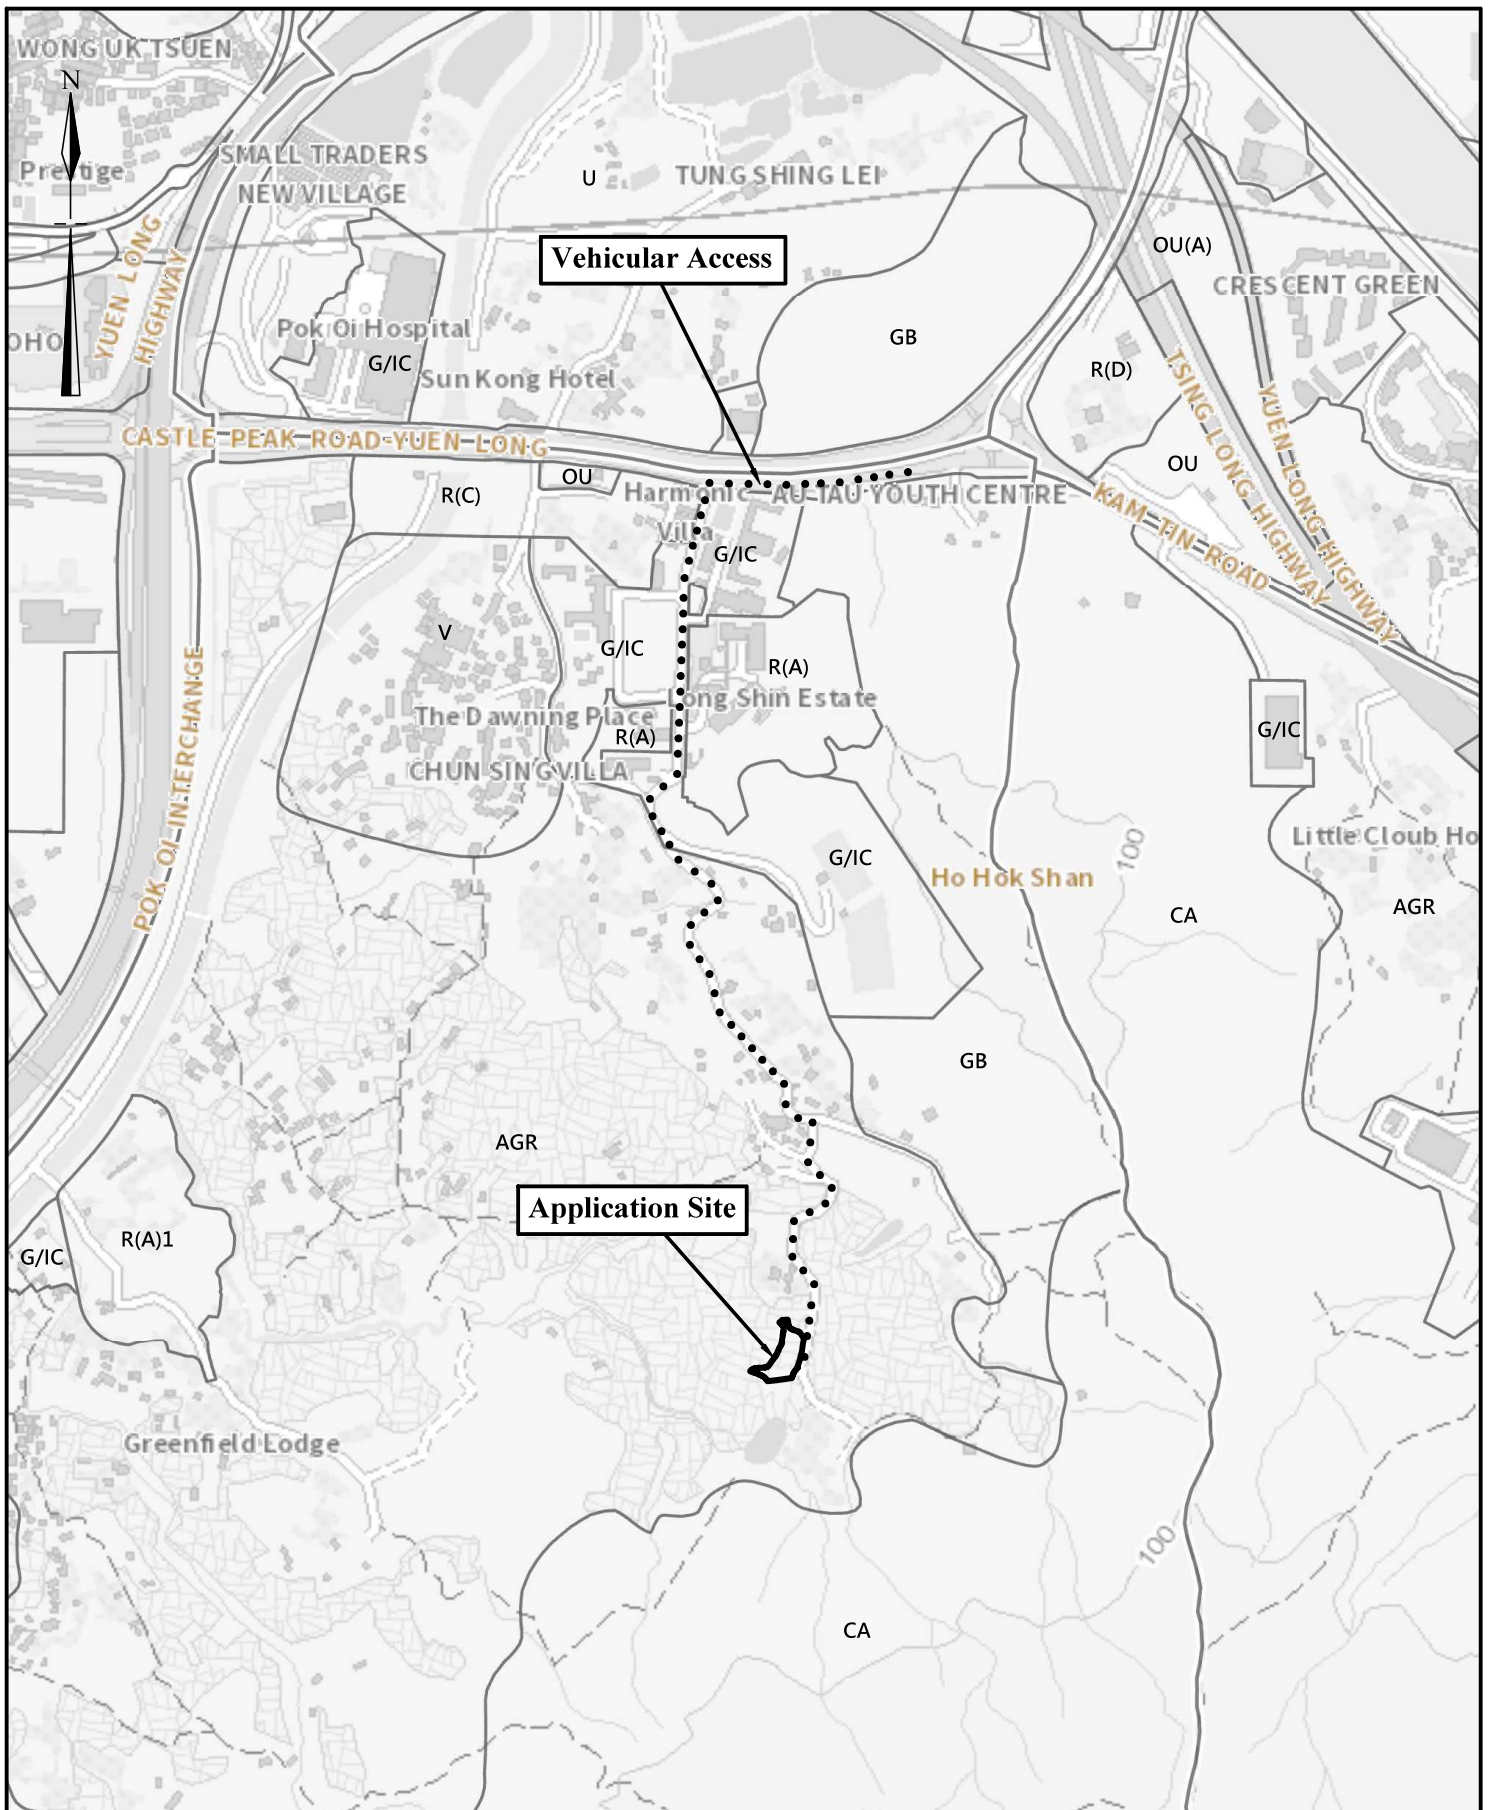 WONG UK TSUEN
N
Prestige
SMALL TRADERS
NEW VILLAGE
U
TUNG SHING LEI
YUEN LONG
HIGHWAY
Vehicular Access
OU(A)
CRESCENT GREEN
OHO
Pok Oi Hospital
G/IC
Sun Kong Hotel
GB
R(D)
TSING LONG HIGHWAY
YUEN LONG HIGHWAY
CASTLE PEAK ROAD-YUEN LONG
R(C)
OU
OU
Harmonic
Villa
AU TAU YOUTH CENTRE
KAM TIN ROAD
G/IC
V
G/IC
R(A)
Long Shin Estate
The Dawning Place
R(A)
CHUN SING VILLA
G/IC
POK OI INTERCHANGE
Little Cloub Ho
G/IC
Ho Hok Shan
100
CA
AGR
GB
AGR
Application Site
R(A)1
G/IC
Greenfield Lodge
100
CA